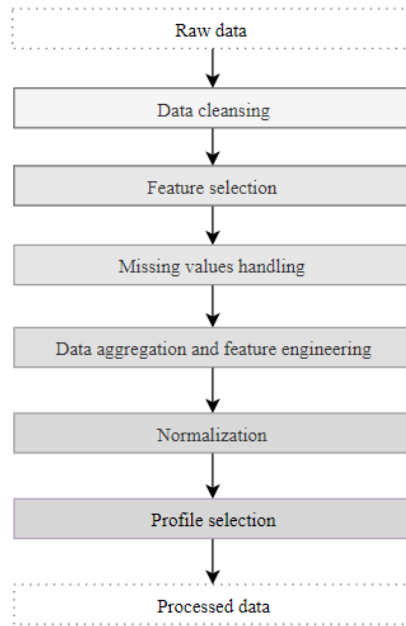 Raw data
Data cleansing
Feature selection
Missing values handling
Data aggregation and feature engineering
Normalization
Profile selection
Processed data